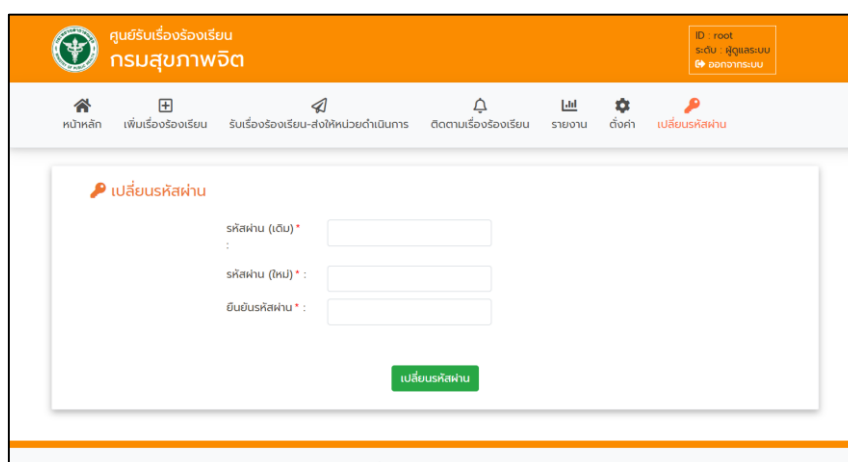 ศูนย์รับเรื่องร้องเรียน
กรมสุขภาพจิต
ID : root
ระดับ : ผู้ดูแลระบบ
ออกจากระบบ
หน้าหลัก
เพิ่มเรื่องร้องเรียน
รับเรื่องร้องเรียน-ส่งให้หน่วยดำเนินการ
ติดตามเรื่องร้องเรียน
รายงาน
ตั้งค่า
เปลี่ยนรหัสผ่าน
เปลี่ยนรหัสผ่าน
รหัสผ่าน (เดิม) *
:
รหัสผ่าน (ใหม่) * :
ยืนยันรหัสผ่าน * :
เปลี่ยนรหัสผ่าน